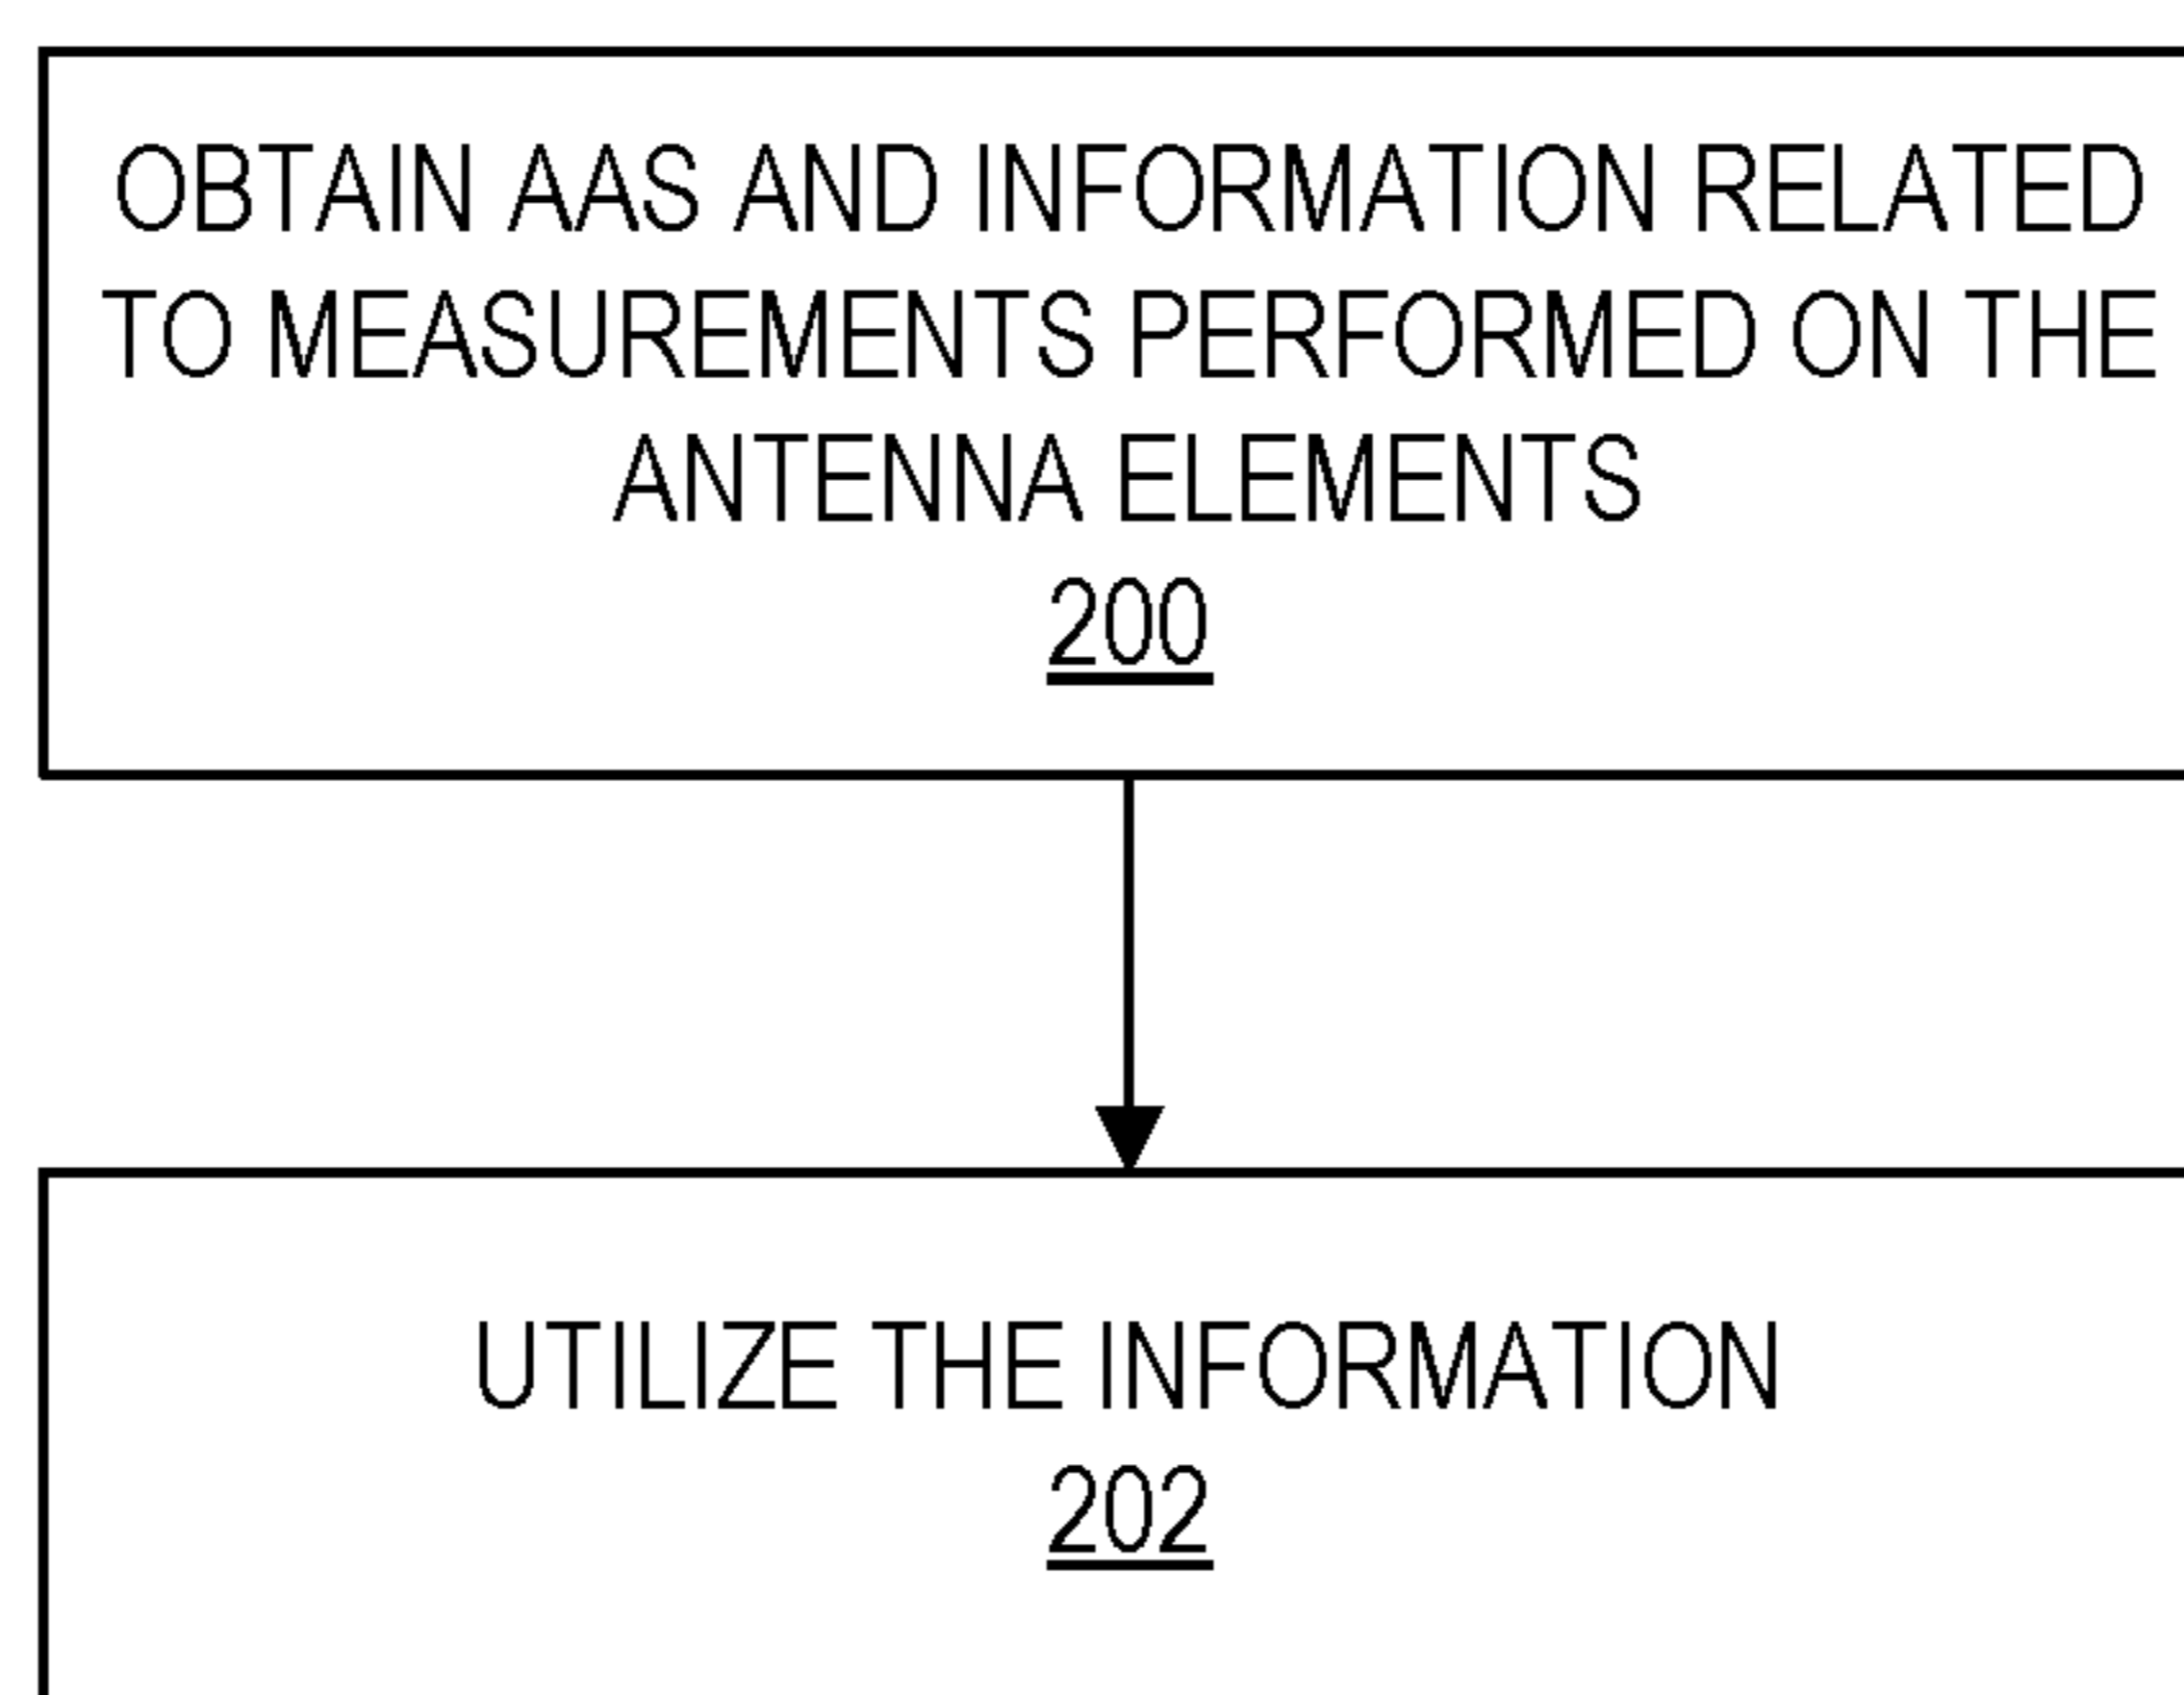 OBTAIN AAS AND INFORMATION RELATED
TO MEASUREMENTS PERFORMED ON THE
ANTENNA ELEMENTS
200
UTILIZE THE INFORMATION
202